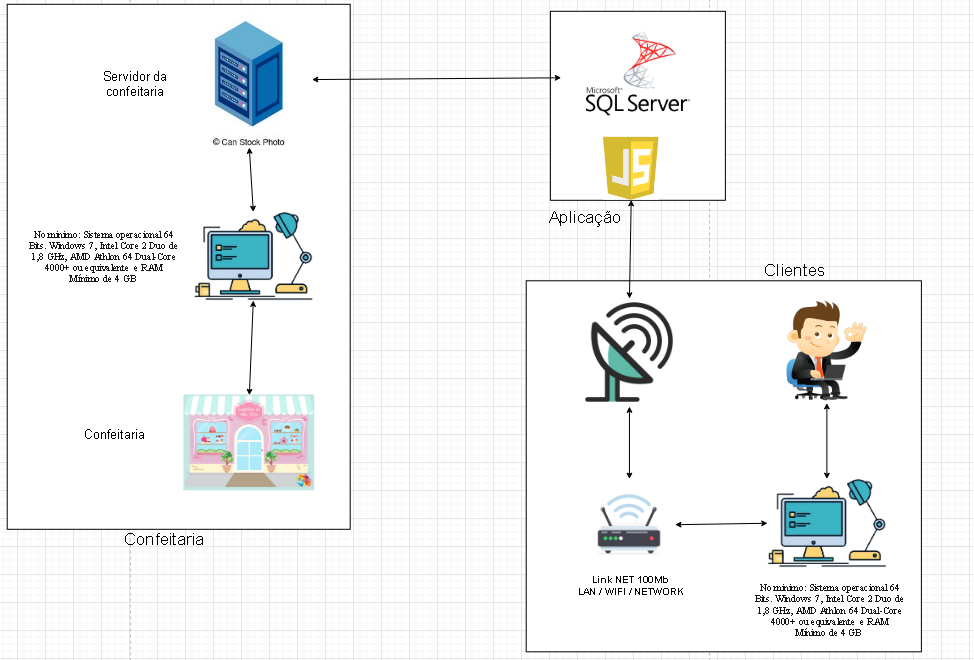 Servidor da
confeitaria
© Can Stock Photo
No mínimo: Sistema operacional 64
Bits. Windows 7, Intel Core 2 Duo de
1,8 GHz, AMD Athlon 64 Dual-Core
4000+ ou equivalente e RAM
Mínimo de 4 GB
Confeitaria
Confeitaria
Microsoft®
SQL Server
JS
Aplicação
Clientes
Link NET 100Mb
LAN / WIFI / NETWORK
No mínimo: Sistema operacional 64
Bits. Windows 7, Intel Core 2 Duo de
1,8 GHz, AMD Athlon 64 Dual-Core
4000+ ou equivalente e RAM
Mínimo de 4 GB